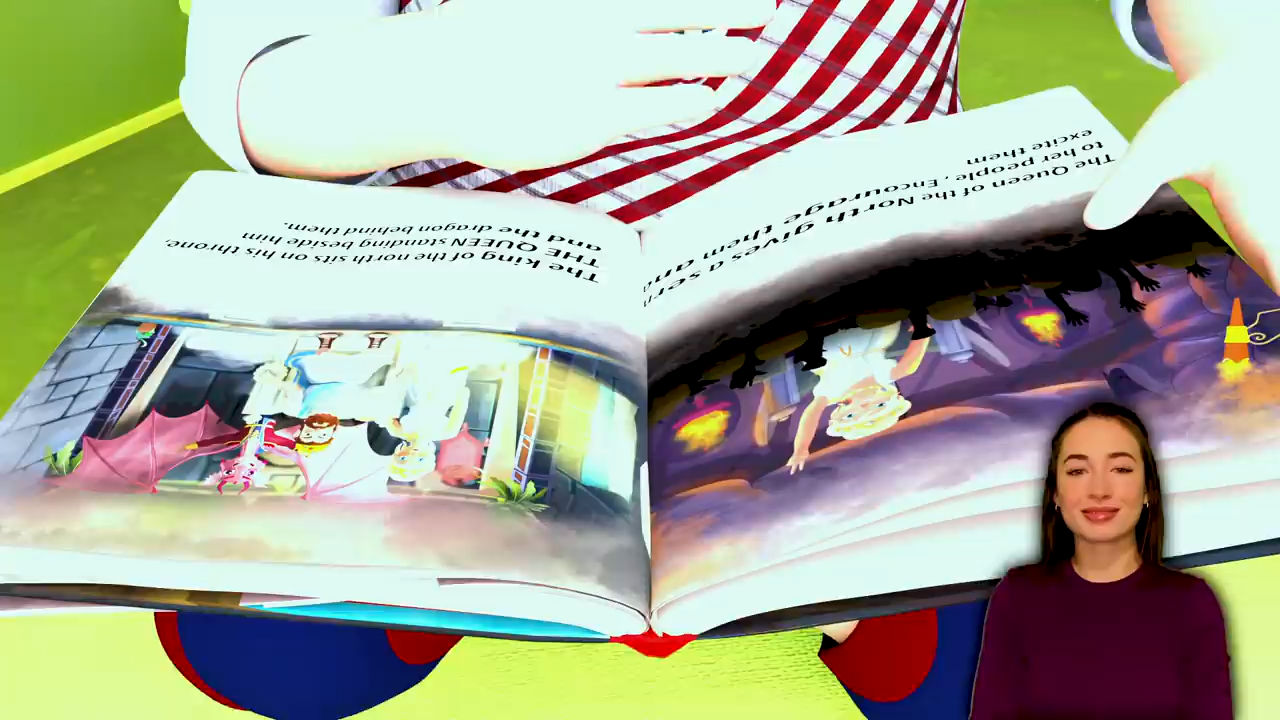 The king of the north sits on his throne,
THE QUEEN standing beside him
and the dragon behind them.
The Queen of the North gives a
to her people. Encourage them and
excite them